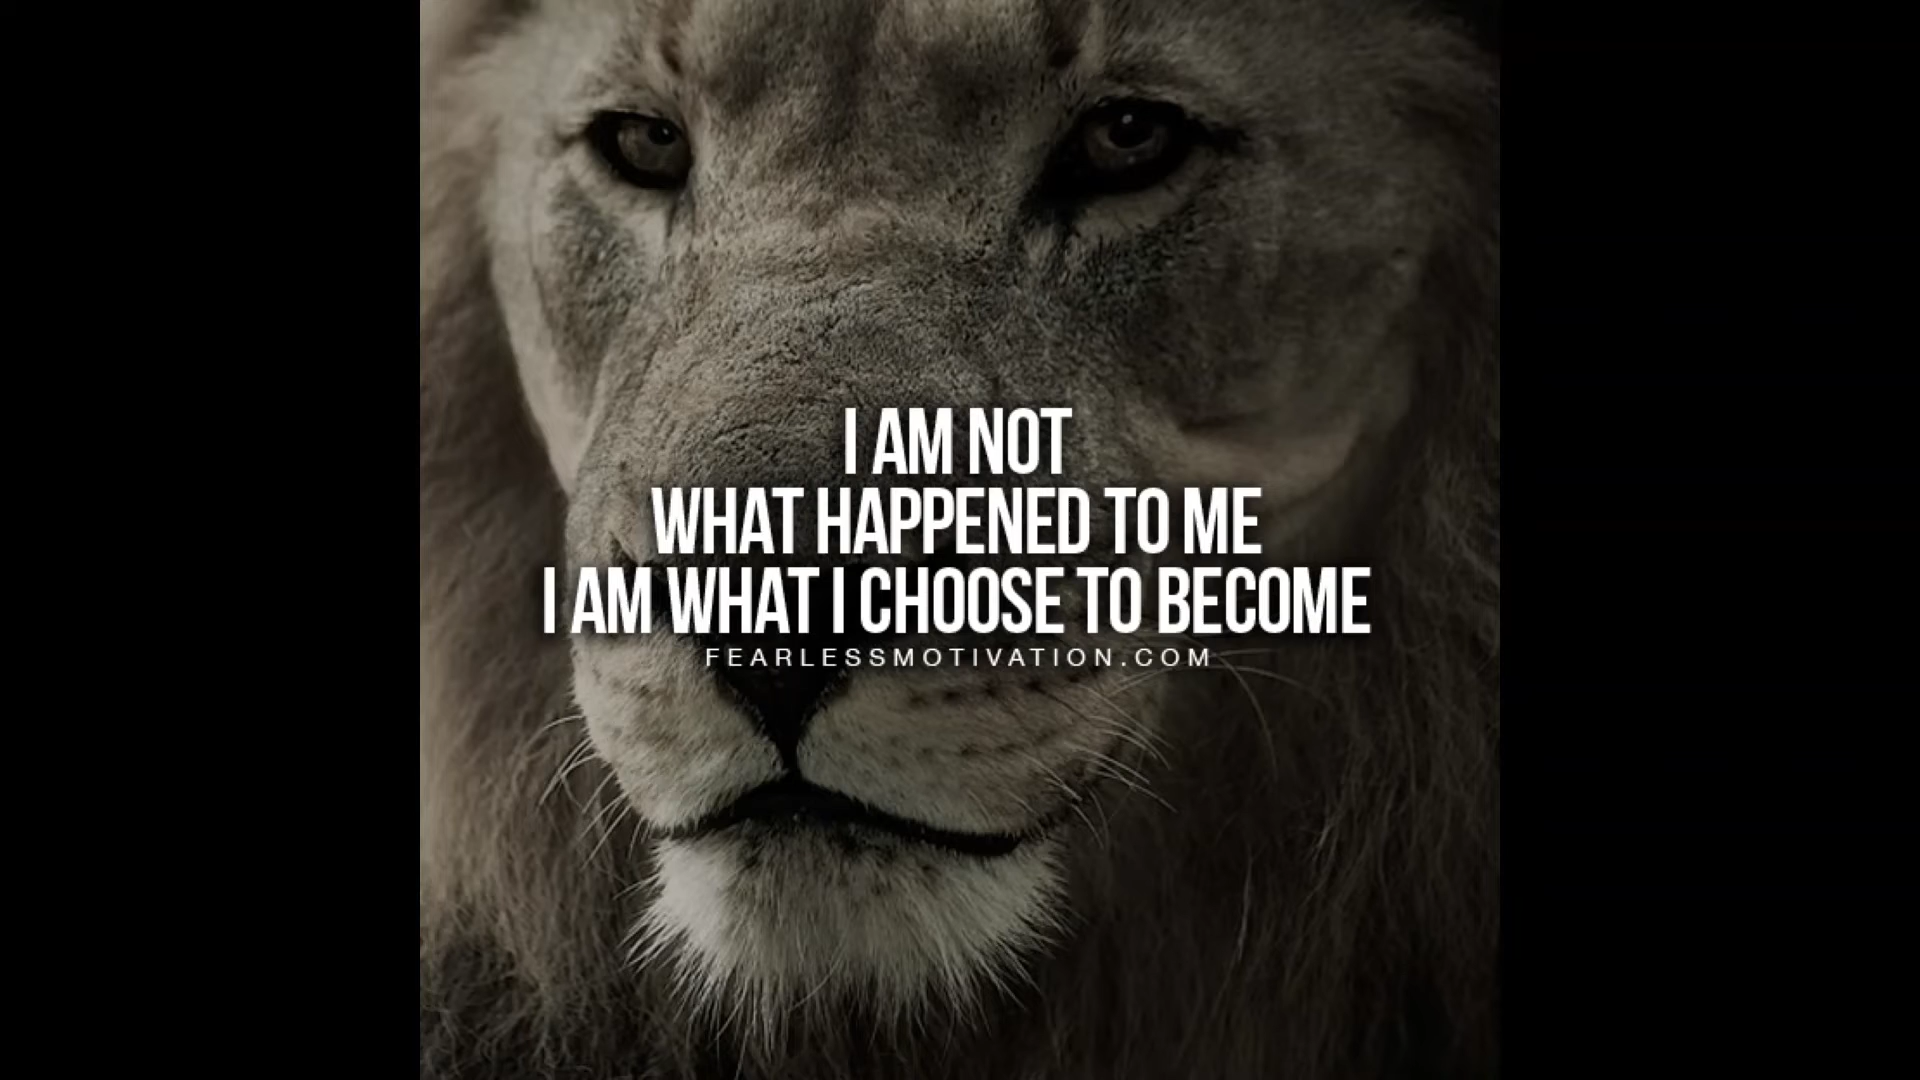 I AM NOT
WHAT HAPPENED TO ME
I AM WHAT I CHOOSE TO BECOME
FEARLESSMOTIVATION.COM